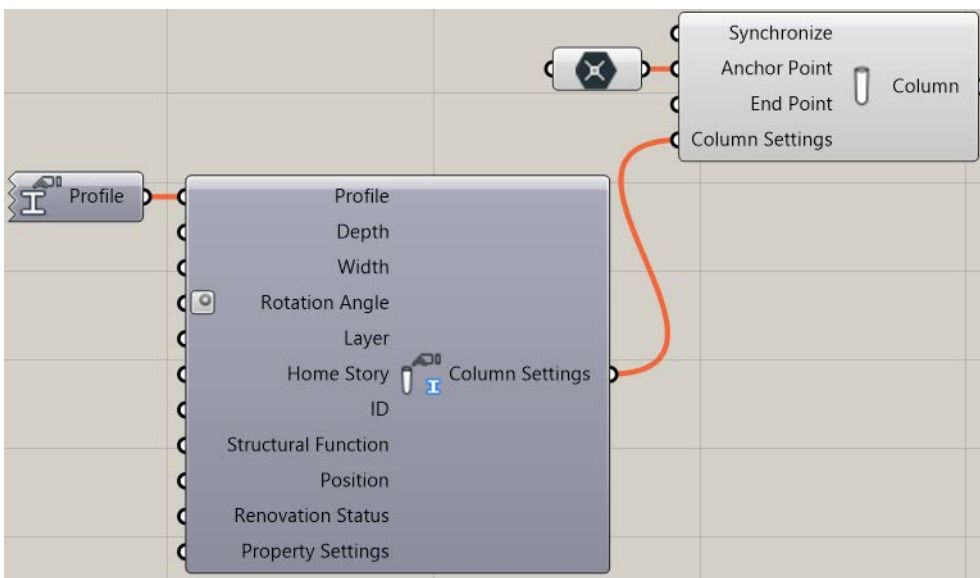 Synchronize
Anchor Point
End Point
Column Settings
Column
Profile
Profile
Depth
Width
Rotation Angle
Layer
Home Story
ID
Structural Function
Position
Renovation Status
Property Settings
Column Settings